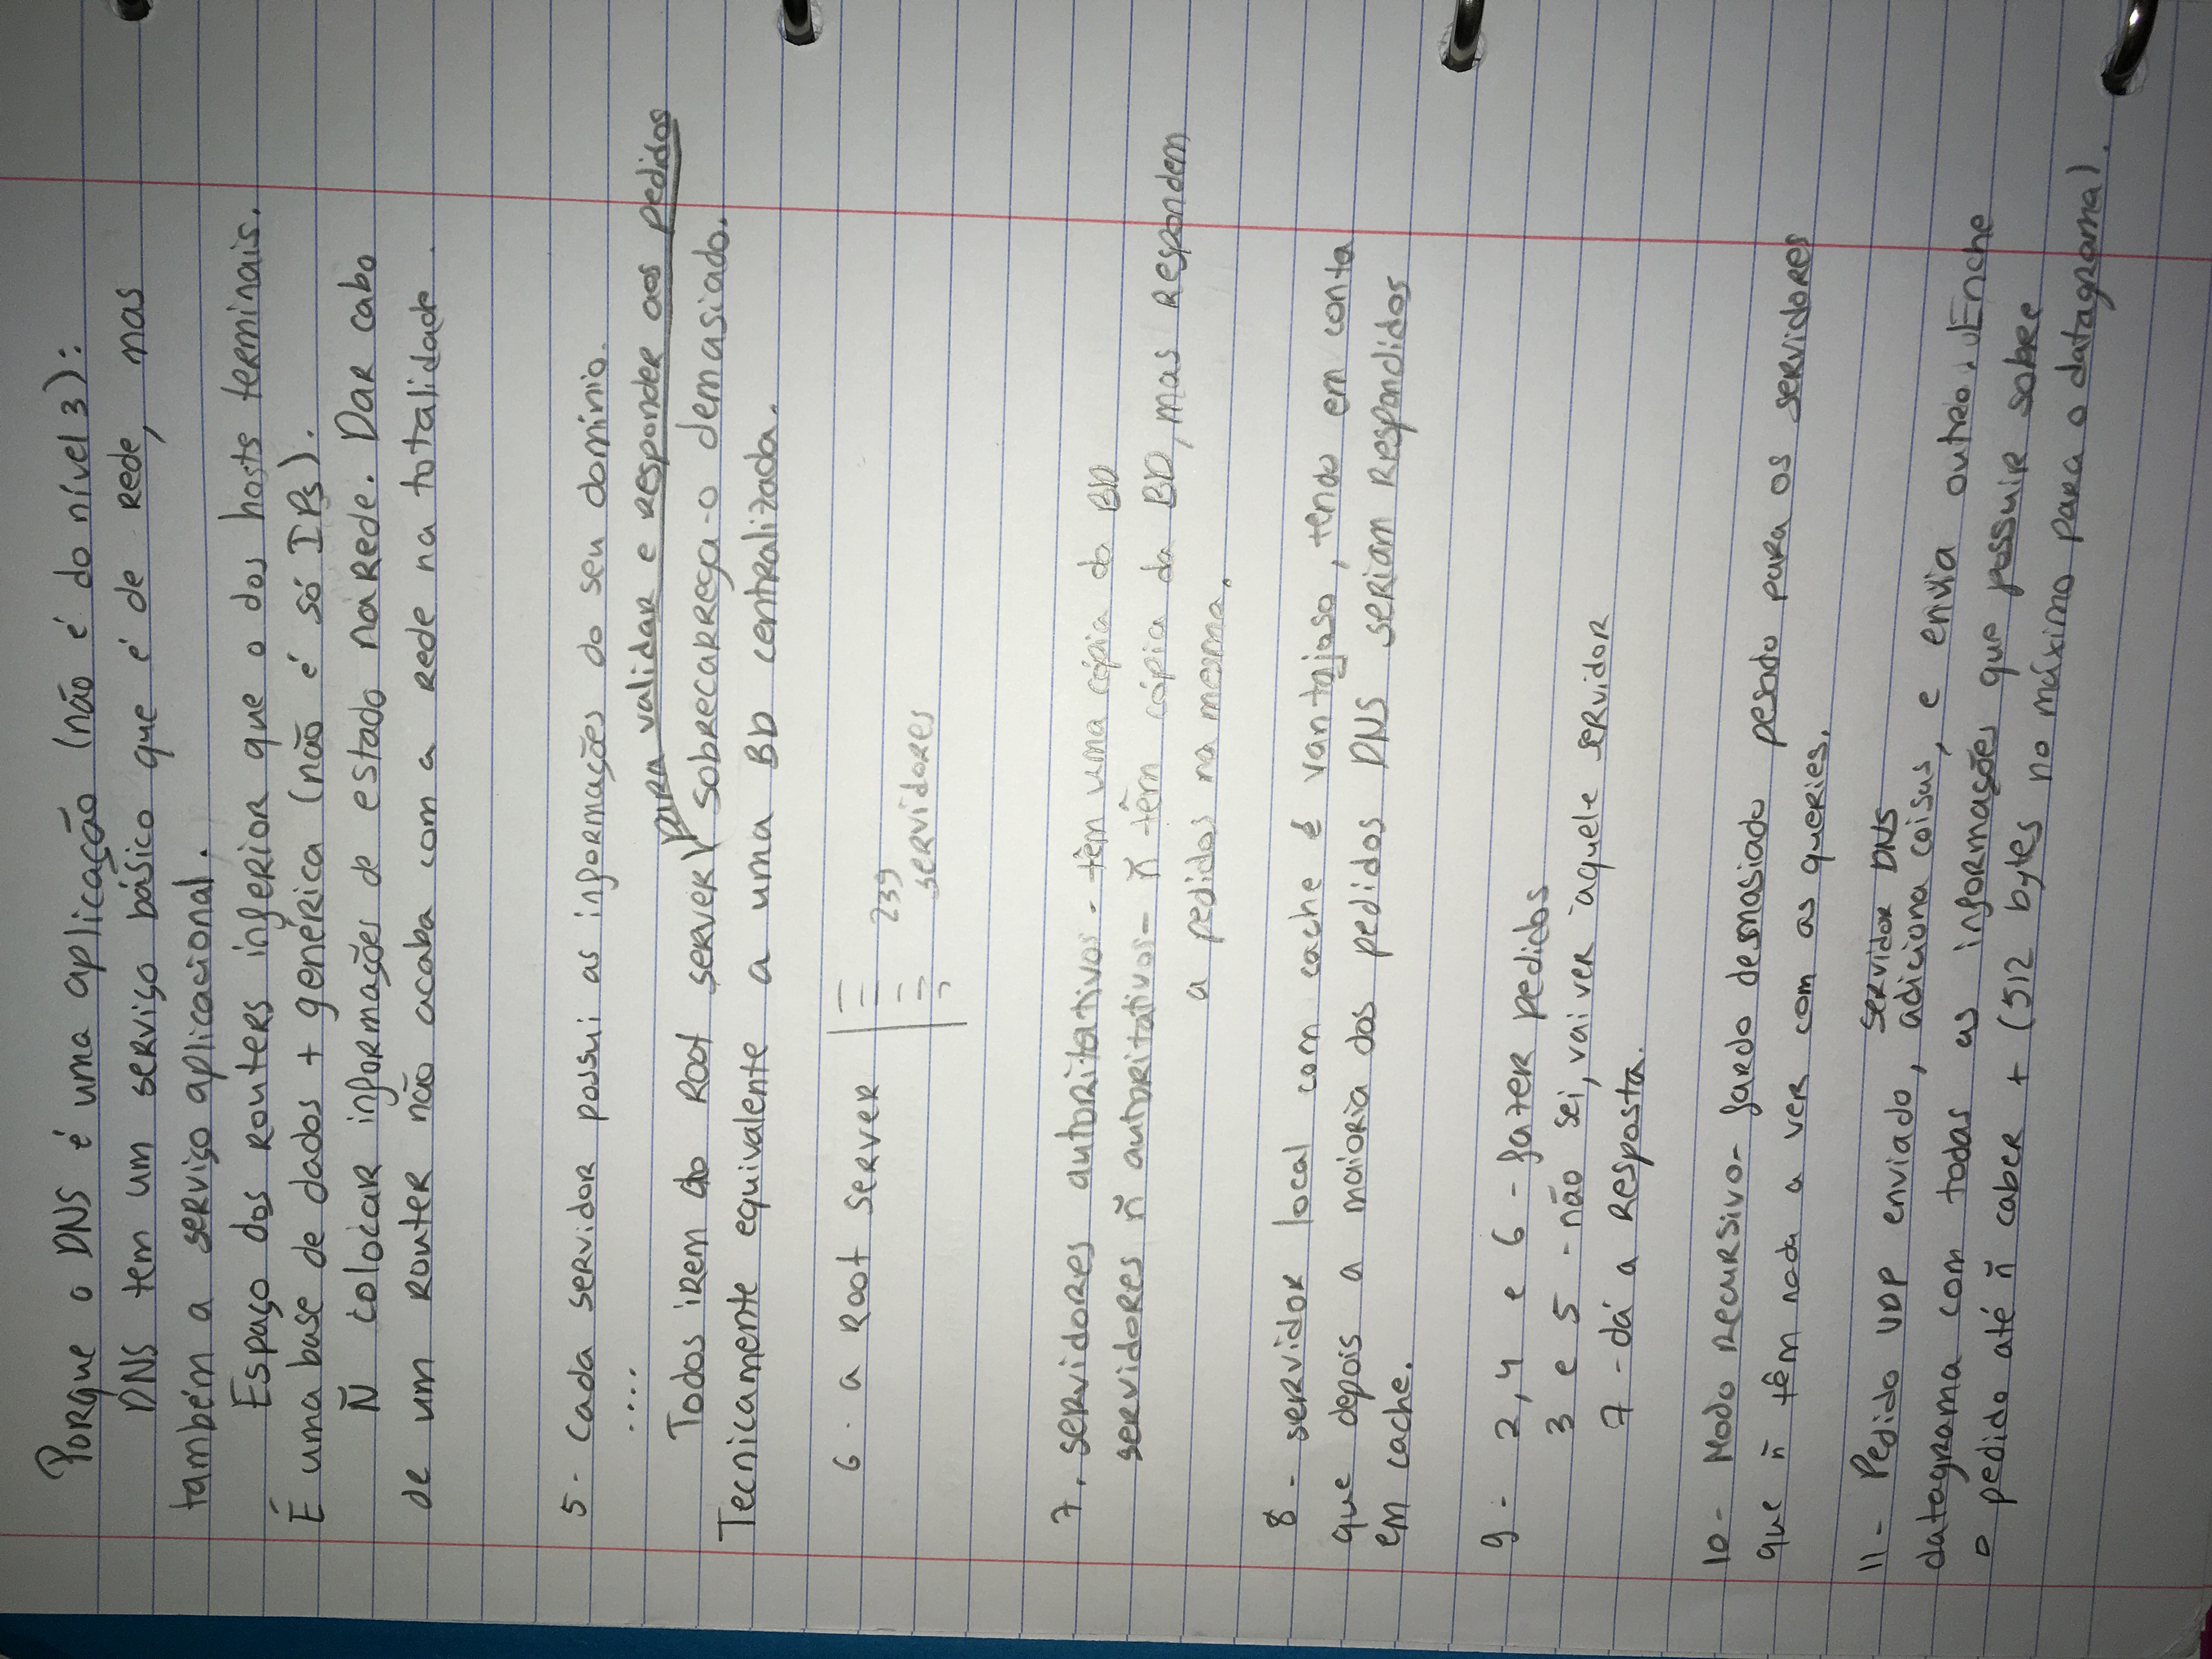 Porque o DNS é uma aplicação (não é do nível 3):
DNS tem um serviço básico que é de rede, mas
também a serviço aplicacional.
Espaço dos routers inferior que o dos hosts terminais.
É uma base de dados + genérica (não é só IPs).
Ñ colocar informações de estado na rede. Dar cabo
de um router não acaba com a rede na totalidade.
5 - Cada servidor possui as informações do seu domínio.
....
para validar e responder aos pedidos
Todos irem ao root server sobrecarrega-o demasiado.
Tecnicamente equivalente a uma BD centralizada.
6 - a root server
239
servidores
7. servidores autoritativos - têm uma cópia da BD
servidores ñ autoritativos - ñ têm cópia da BD, mas respondem
a pedidos na mesma.
8 - servidor local com cache é vantajoso, tendo em conta
que depois a maioria dos pedidos DNS seriam respondidos
em cache.
9 - 2, 4 e 6 - fazer pedidos
3 e 5 - não sei, vai ver àquele servidor
7 - dá a resposta.
10 - Modo recursivo - fardo demasiado pesado para os servidores
que ñ têm nada a ver com as queries.
servidor DNS
11 - Pedido UDP enviado, adiciona coisas, e envia outro. Enche
datagrama com todas as informações que possuir sobre
o pedido até ñ caber + (512 bytes no máximo para o datagrama).